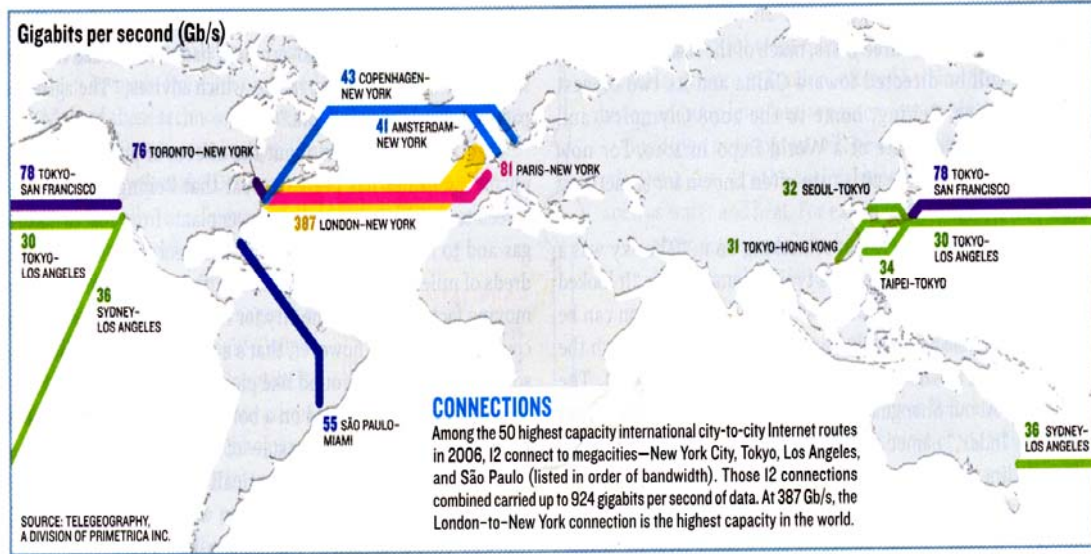 Gigabits per second (Gb/s)
43 COPENHAGEN–
NEW YORK
41 AMSTERDAM–
NEW YORK
76 TORONTO–NEW YORK
81 PARIS–NEW YORK
78 TOKYO–
SAN FRANCISCO
387 LONDON–NEW YORK
30
TOKYO–
LOS ANGELES
36
SYDNEY–
LOS ANGELES
32 SEOUL–TOKYO
78 TOKYO–
SAN FRANCISCO
31 TOKYO–HONG KONG
30 TOKYO–
LOS ANGELES
34
TAIPEI–TOKYO
55 SÃO PAULO–
MIAMI
36 SYDNEY–
LOS ANGELES
CONNECTIONS
Among the 50 highest capacity international city-to-city Internet routes
in 2006, 12 connect to megacities—New York City, Tokyo, Los Angeles,
and São Paulo (listed in order of bandwidth). Those 12 connections
combined carried up to 924 gigabits per second of data. At 387 Gb/s, the
London-to-New York connection is the highest capacity in the world.
SOURCE: TELEGEOGRAPHY,
A DIVISION OF PRIMETRICA INC.